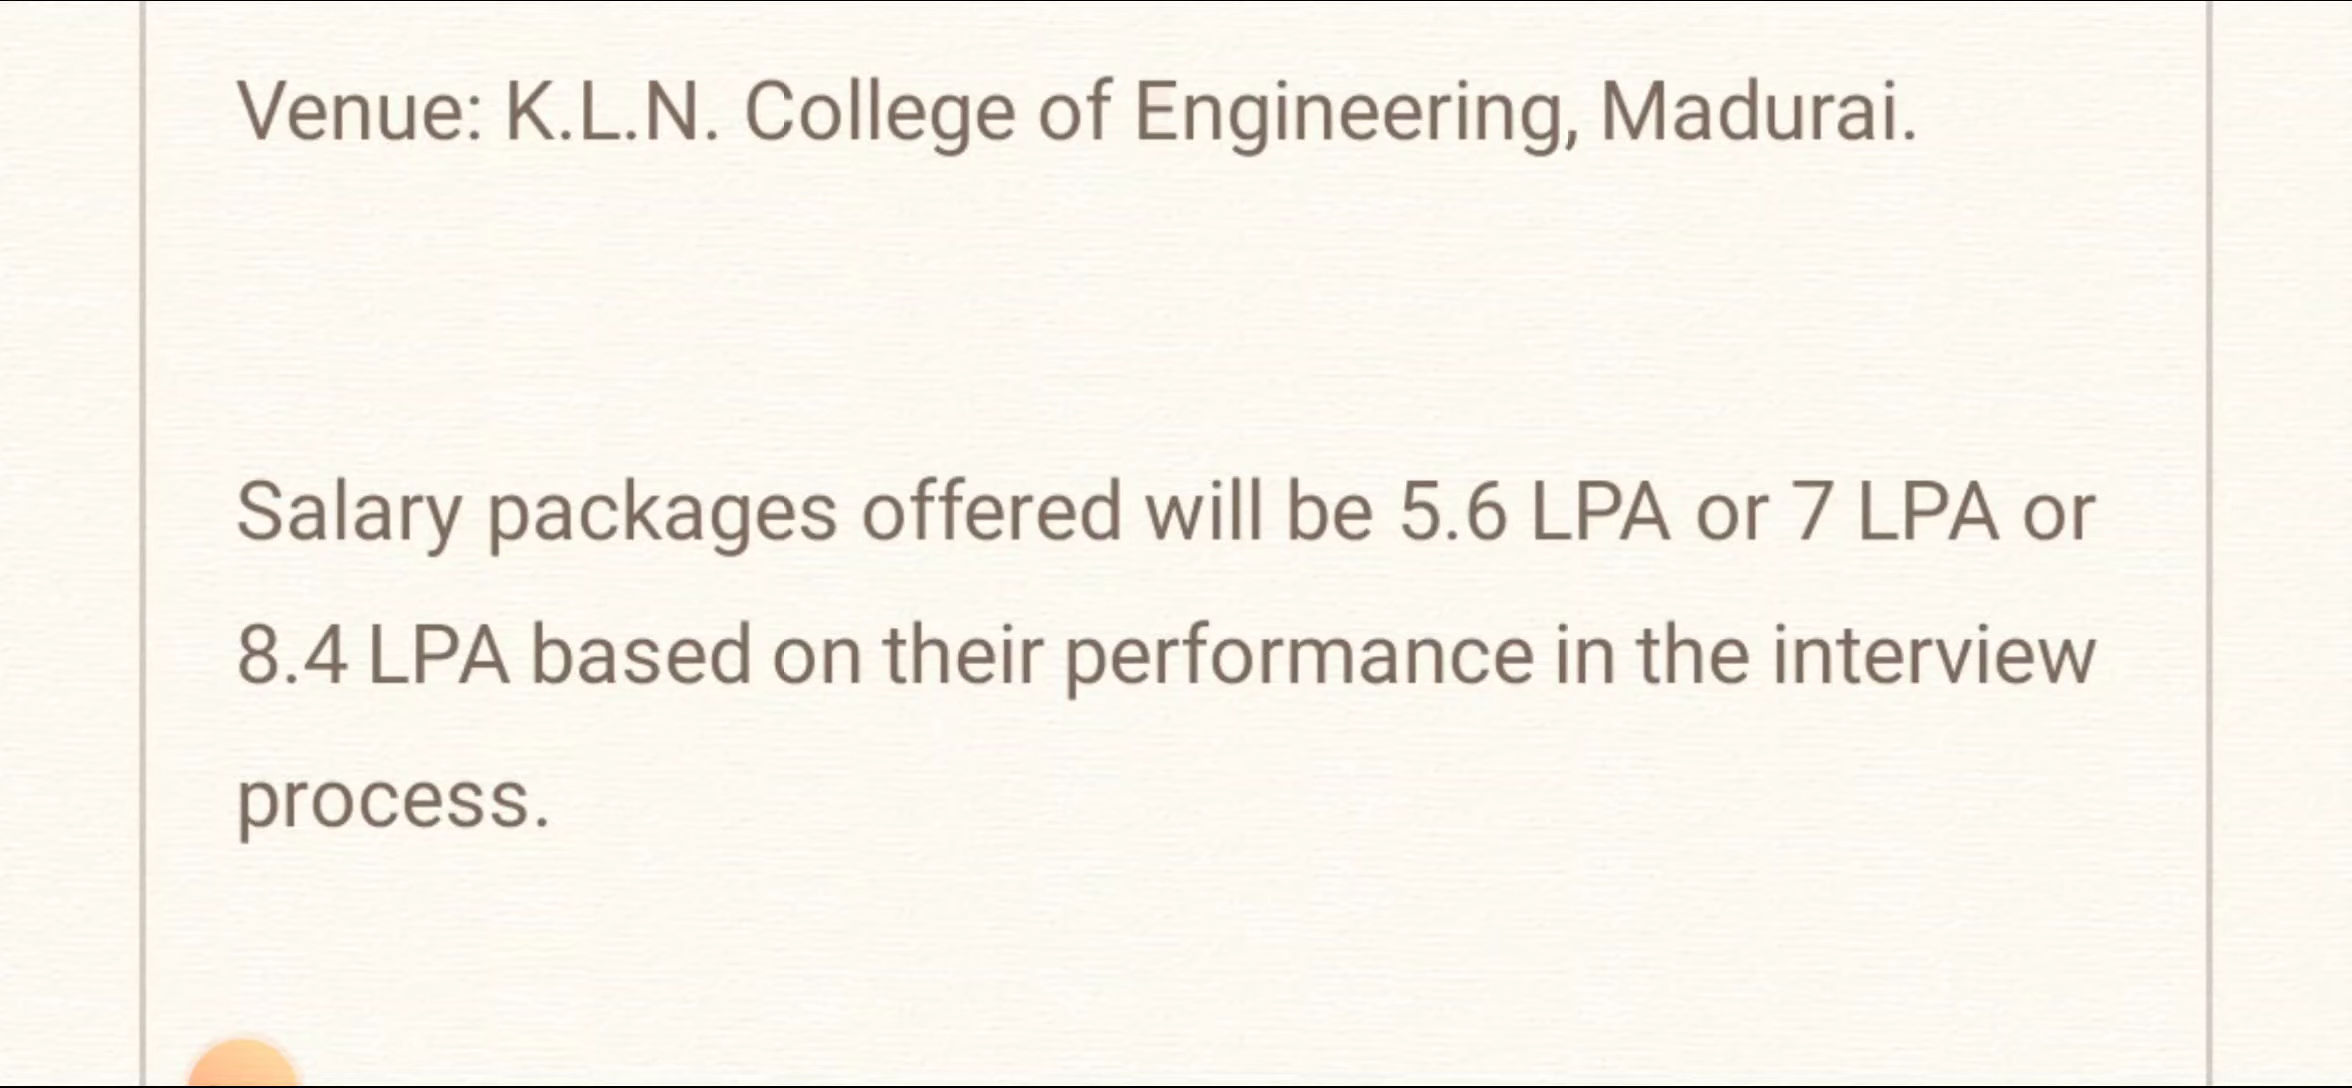 Venue: K.L.N. College of Engineering, Madurai.
Salary packages offered will be 5.6 LPA or 7 LPA or
8.4 LPA based on their performance in the interview
process.